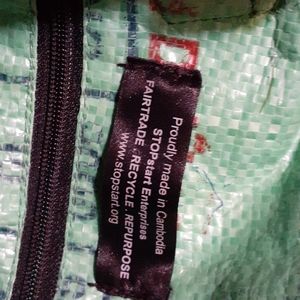 Proudly made in Cambodia
STOPstart Enterprises
FAIRTRADE - RECYCLE - REPURPOSE
www.stopstart.org